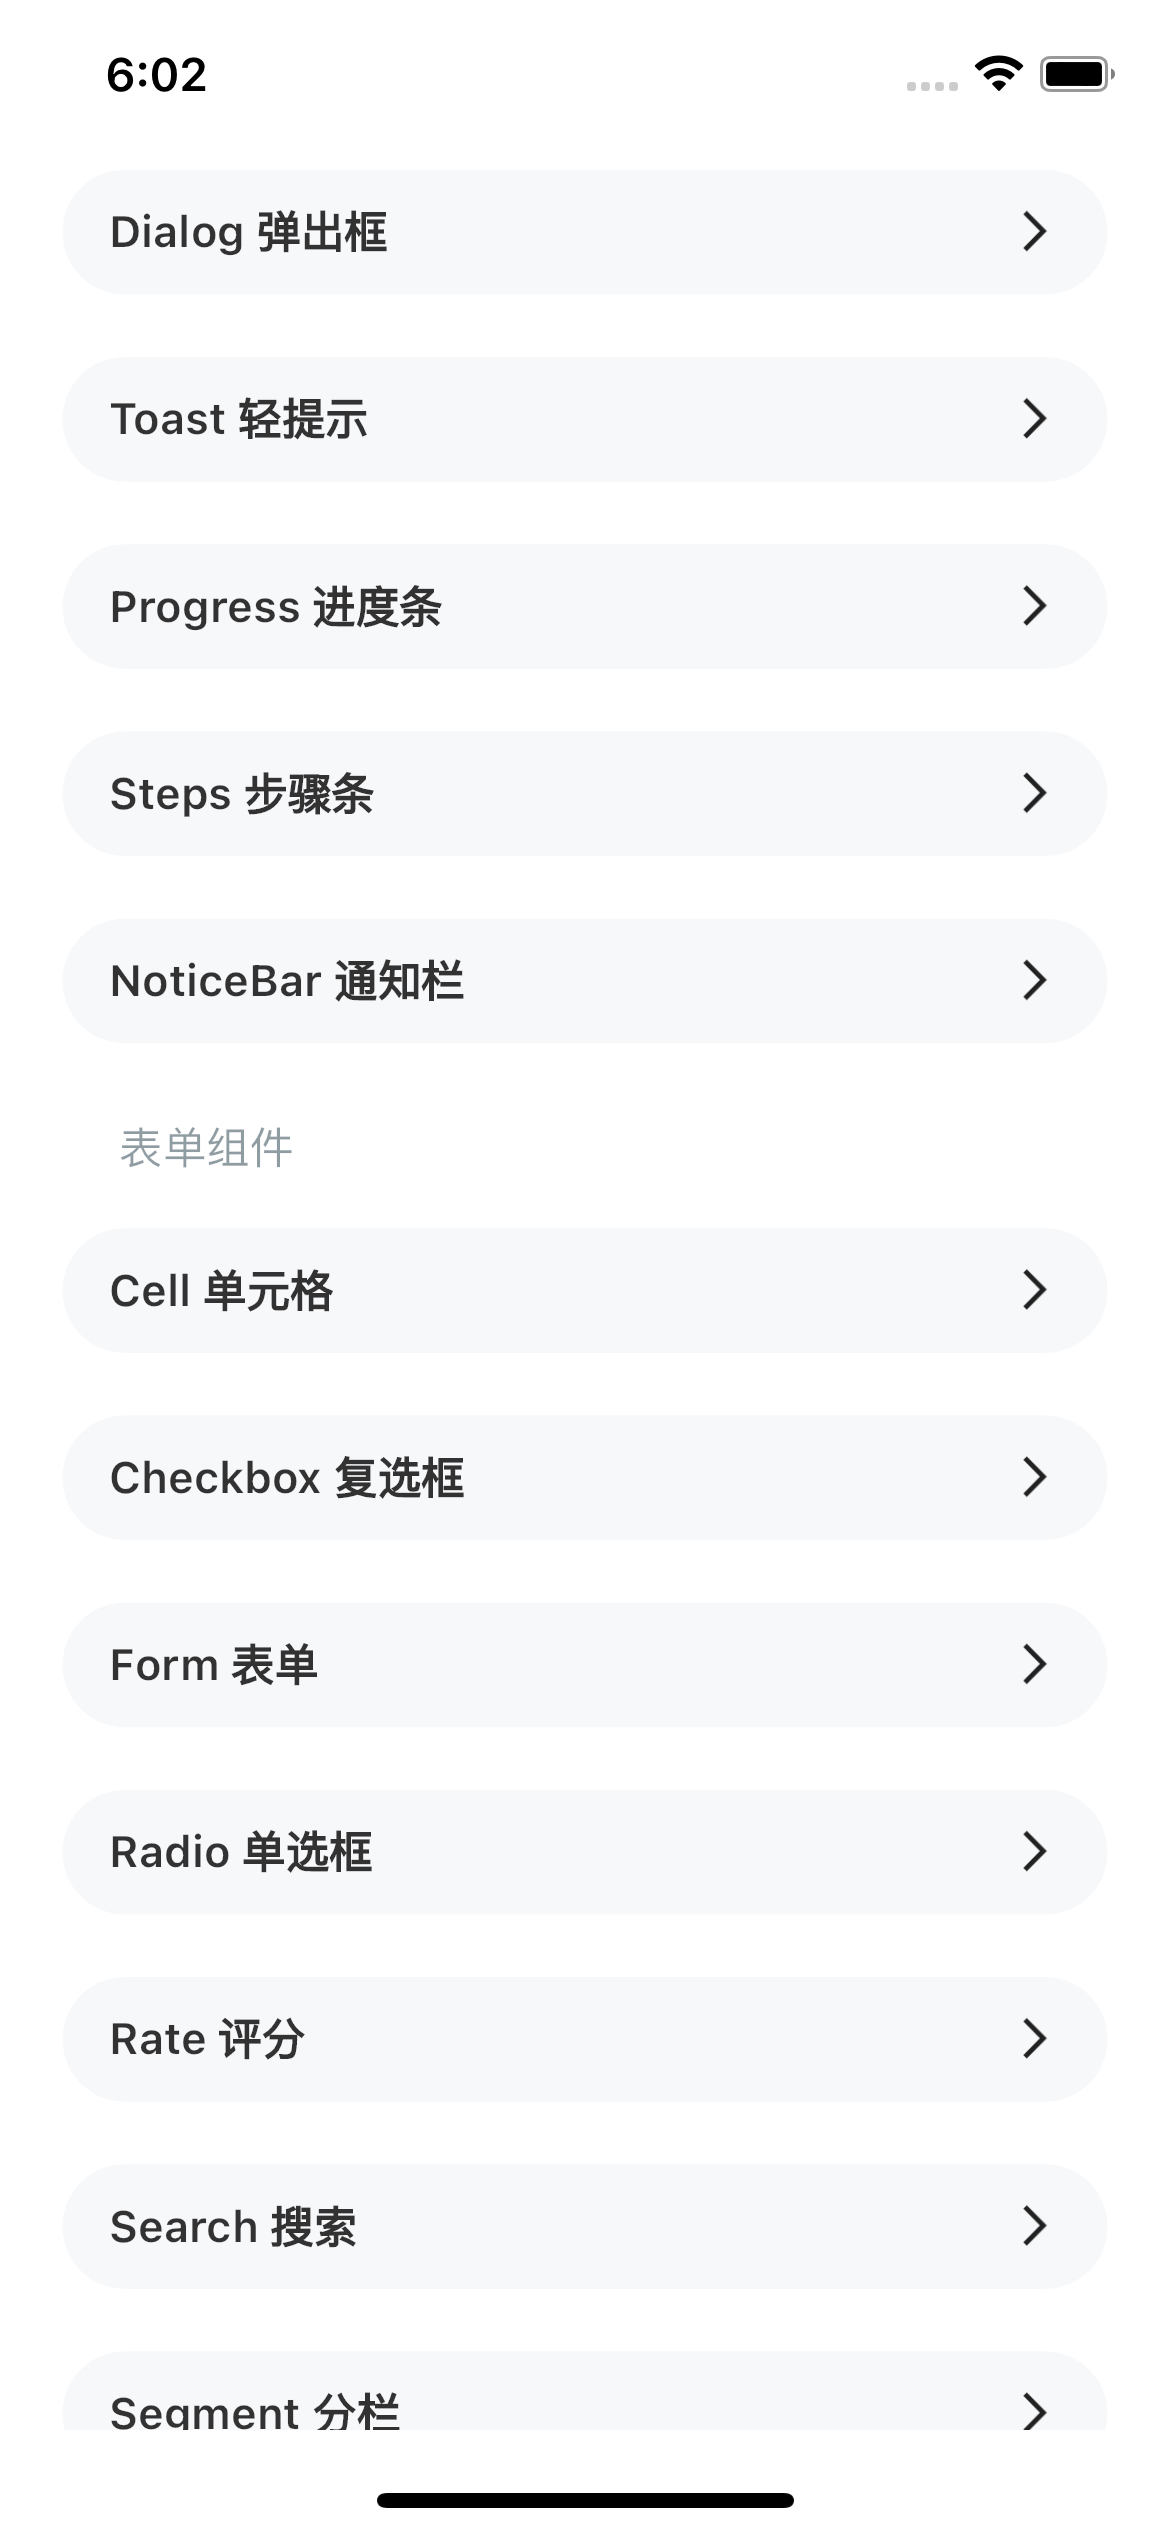 6:02
Dialog 弹出框
Toast 轻提示
Progress 进度条
Steps 步骤条
NoticeBar 通知栏
表单组件
Cell 单元格
Checkbox 复选框
Form 表单
Radio 单选框
Rate 评分
Search 搜索
Segment 分栏